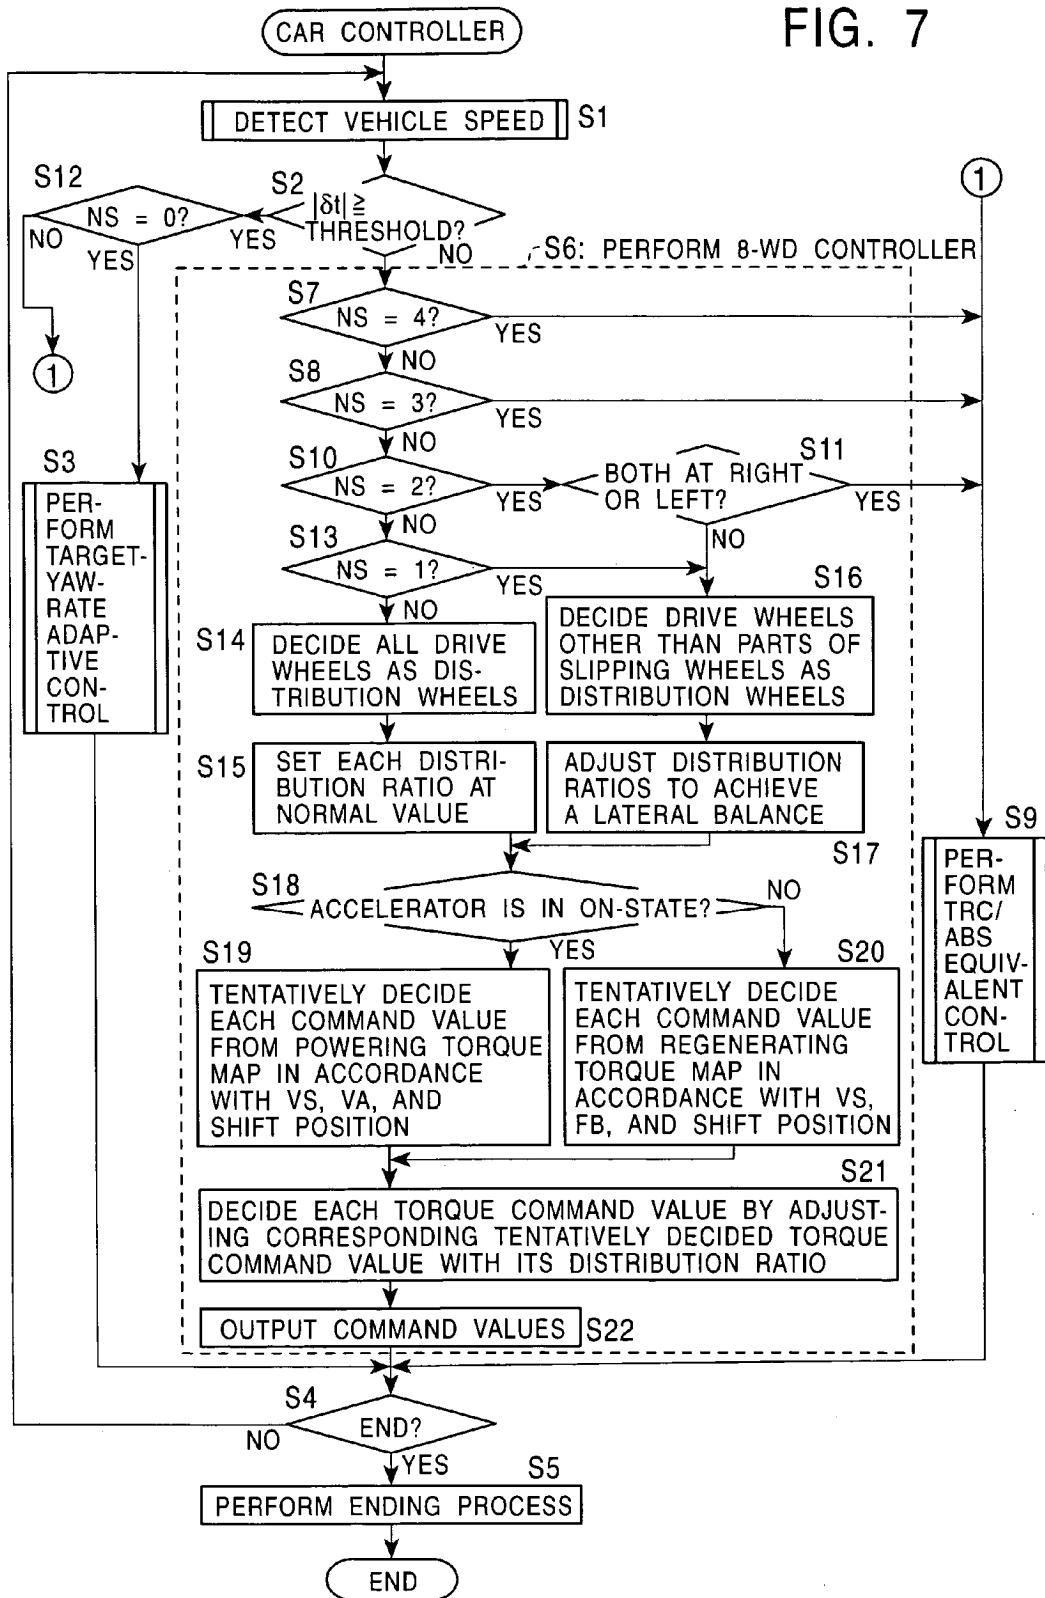 FIG. 7
CAR CONTROLLER
DETECT VEHICLE SPEED
S1
S12
NS = 0?
NO
YES
S2
|δt| ≧
THRESHOLD?
YES
NO
1
1
S6: PERFORM 8-WD CONTROLLER
S7
NS = 4?
YES
NO
S8
NS = 3?
YES
NO
S10
NS = 2?
YES
NO
S11
BOTH AT RIGHT
OR LEFT?
YES
NO
S13
NS = 1?
YES
NO
S3
PER-
FORM
TARGET-
YAW-
RATE
ADAP-
TIVE
CON-
TROL
S14
DECIDE ALL DRIVE
WHEELS AS DIS-
TRIBUTION WHEELS
S16
DECIDE DRIVE WHEELS
OTHER THAN PARTS OF
SLIPPING WHEELS AS
DISTRIBUTION WHEELS
S15
SET EACH DISTRI-
BUTION RATIO AT
NORMAL VALUE
ADJUST DISTRIBUTION
RATIOS TO ACHIEVE
A LATERAL BALANCE
S17
S9
PER-
FORM
TRC/
ABS
EQUIV-
ALENT
CON-
TROL
S18
ACCELERATOR IS IN ON-STATE?
NO
YES
S19
TENTATIVELY DECIDE
EACH COMMAND VALUE
FROM POWERING TORQUE
MAP IN ACCORDANCE
WITH VS, VA, AND
SHIFT POSITION
S20
TENTATIVELY DECIDE
EACH COMMAND VALUE
FROM REGENERATING
TORQUE MAP IN
ACCORDANCE WITH VS,
FB, AND SHIFT POSITION
S21
DECIDE EACH TORQUE COMMAND VALUE BY ADJUST-
ING CORRESPONDING TENTATIVELY DECIDED TORQUE
COMMAND VALUE WITH ITS DISTRIBUTION RATIO
OUTPUT COMMAND VALUES
S22
S4
END?
NO
YES
S5
PERFORM ENDING PROCESS
END